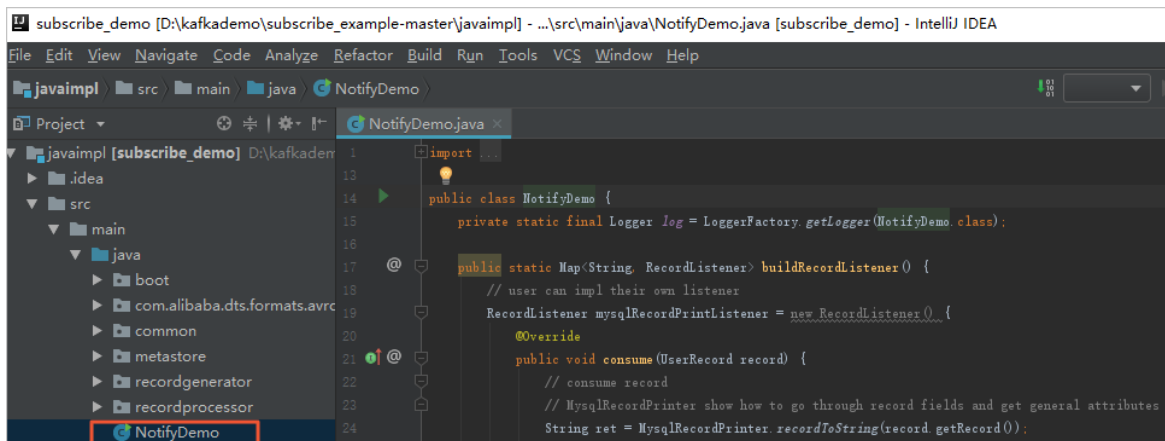 subscribe_demo [D:\kafkademo\subscribe_example-master\javaimpl] - ...\src\main\java\NotifyDemo.java [subscribe_demo] - IntelliJ IDEA
File Edit View Navigate Code Analyze Refactor Build Run Tools VCS Window Help
javaimpl src main java NotifyDemo
Project
NotifyDemo.java
javaimpl [subscribe_demo] D:\kafkadem
.idea
src
main
java
boot
com.alibaba.dts.formats.avro
common
metastore
recordgenerator
recordprocessor
NotifyDemo
1 import ...
13
14 public class NotifyDemo {
15 private static final Logger log = LoggerFactory.getLogger(NotifyDemo.class);
16
17 @ public static Map<String, RecordListener> buildRecordListener() {
18 // user can impl their own listener
19 RecordListener mysqlRecordPrintListener = new RecordListener() {
20 @Override
21 @ public void consume(UserRecord record) {
22 // consume record
23 // MysqlRecordPrinter show how to go through record fields and get general attributes
24 String ret = MysqlRecordPrinter.recordToString(record.getRecord());